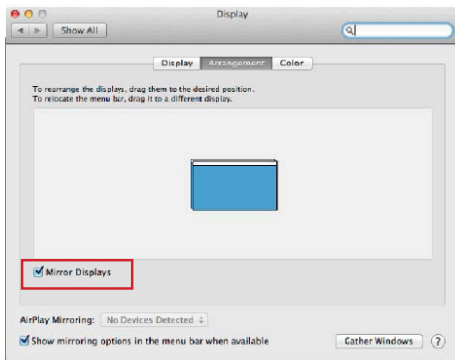 Display
Show All
Display Arrangement Color
To rearrange the displays, drag them to the desired position.
To relocate the menu bar, drag it to a different display.
Mirror Displays
AirPlay Mirroring: No Devices Detected
Show mirroring options in the menu bar when available
Gather Windows ?